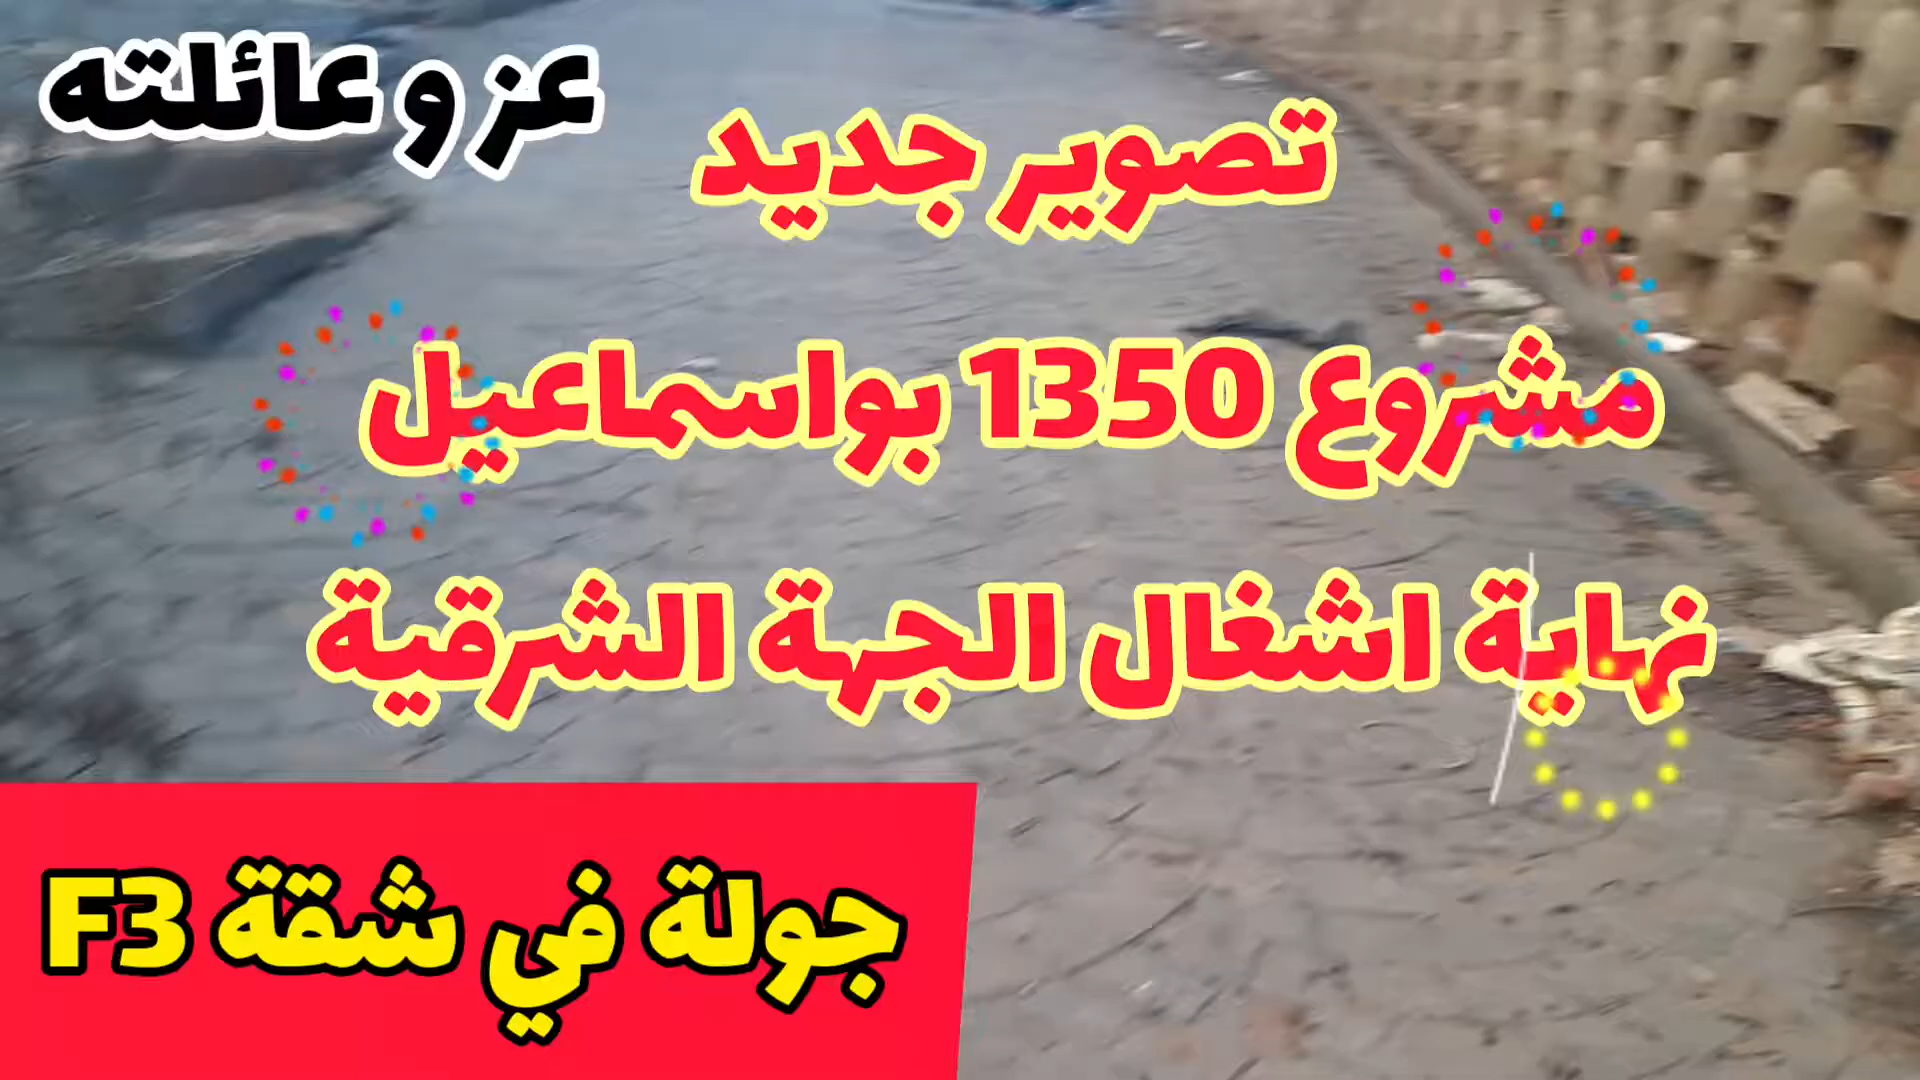 عز و عائلته
تصوير جديد
مشروع 1350 بواسماعيل
نهاية اشغال الجهة الشرقية
جولة في شقة F3